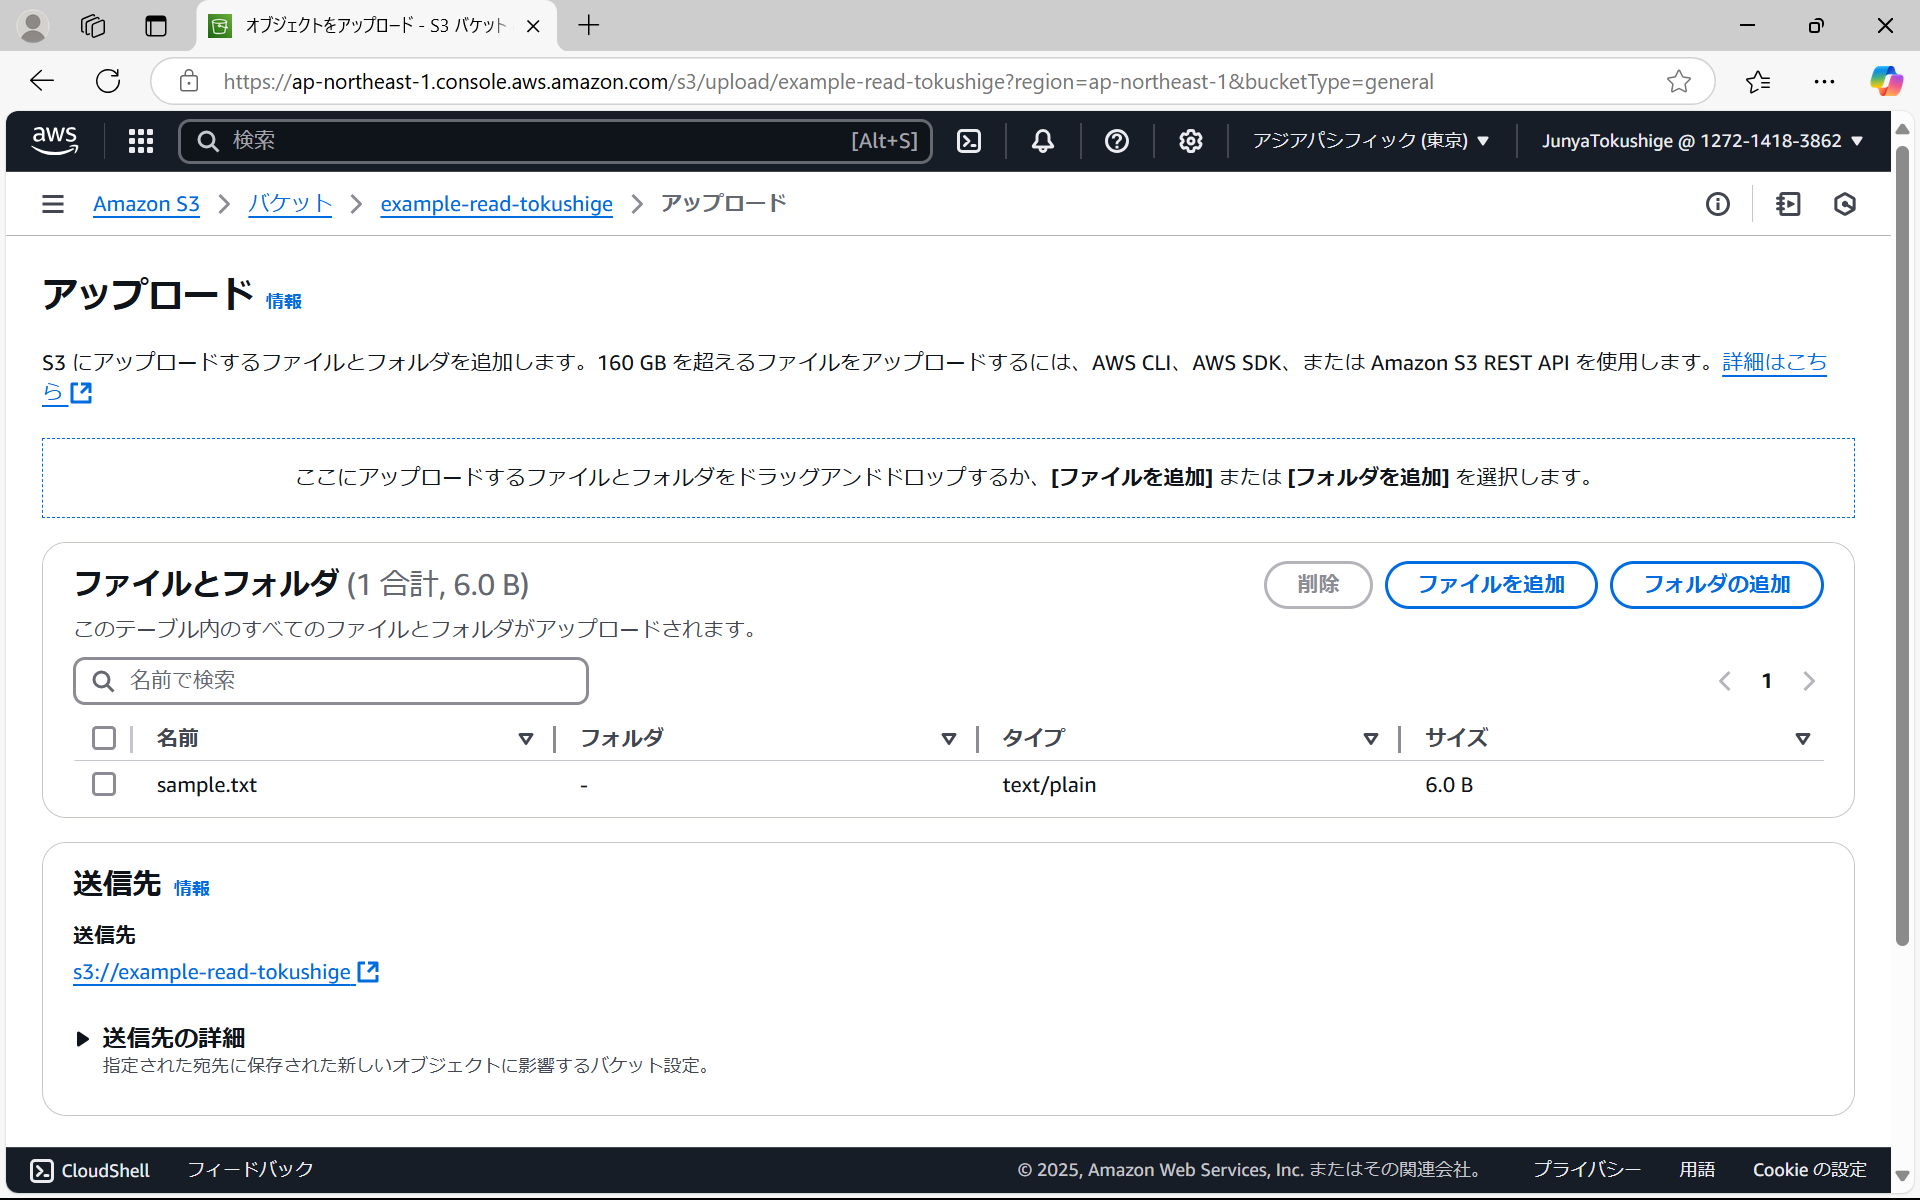 オブジェクトをアップロード - S3 バケット
https://ap-northeast-1.console.aws.amazon.com/s3/upload/example-read-tokushige?region=ap-northeast-1&bucketType=general
aws 検索 [Alt+S] アジアパシフィック (東京) JunyaTokushige @ 1272-1418-3862
Amazon S3 バケット example-read-tokushige アップロード
アップロード 情報
S3 にアップロードするファイルとフォルダを追加します。160 GB を超えるファイルをアップロードするには、AWS CLI、AWS SDK、または Amazon S3 REST API を使用します。詳細はこち
ら
ここにアップロードするファイルとフォルダをドラッグアンドドロップするか、[ファイルを追加] または [フォルダを追加] を選択します。
ファイルとフォルダ (1 合計, 6.0 B) 削除 ファイルを追加 フォルダの追加
このテーブル内のすべてのファイルとフォルダがアップロードされます。
名前で検索 1
名前 フォルダ タイプ サイズ
sample.txt - text/plain 6.0 B
送信先 情報
送信先
s3://example-read-tokushige
送信先の詳細
指定された宛先に保存された新しいオブジェクトに影響するバケット設定。
CloudShell フィードバック © 2025, Amazon Web Services, Inc. またはその関連会社。 プライバシー 用語 Cookie の設定